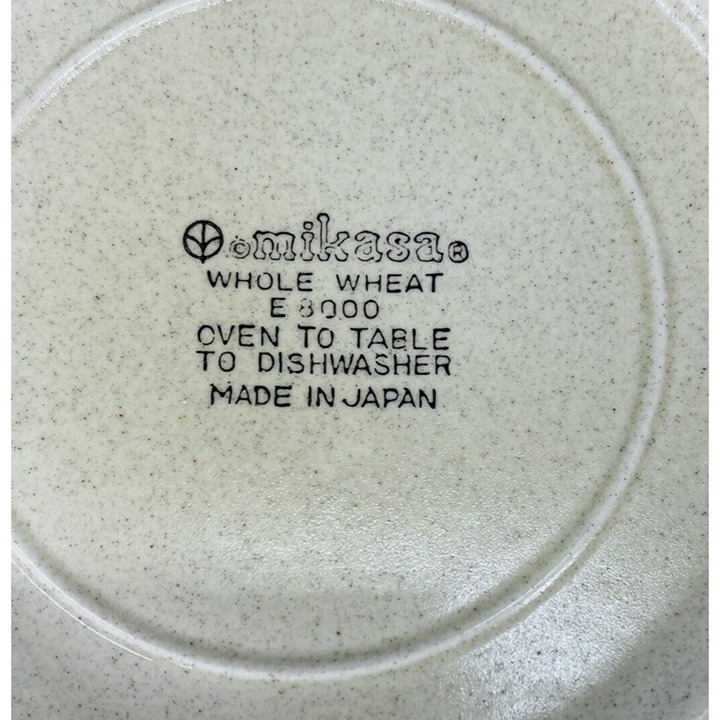 © mikasa ®
WHOLE WHEAT
E 8000
OVEN TO TABLE
TO DISHWASHER
MADE IN JAPAN